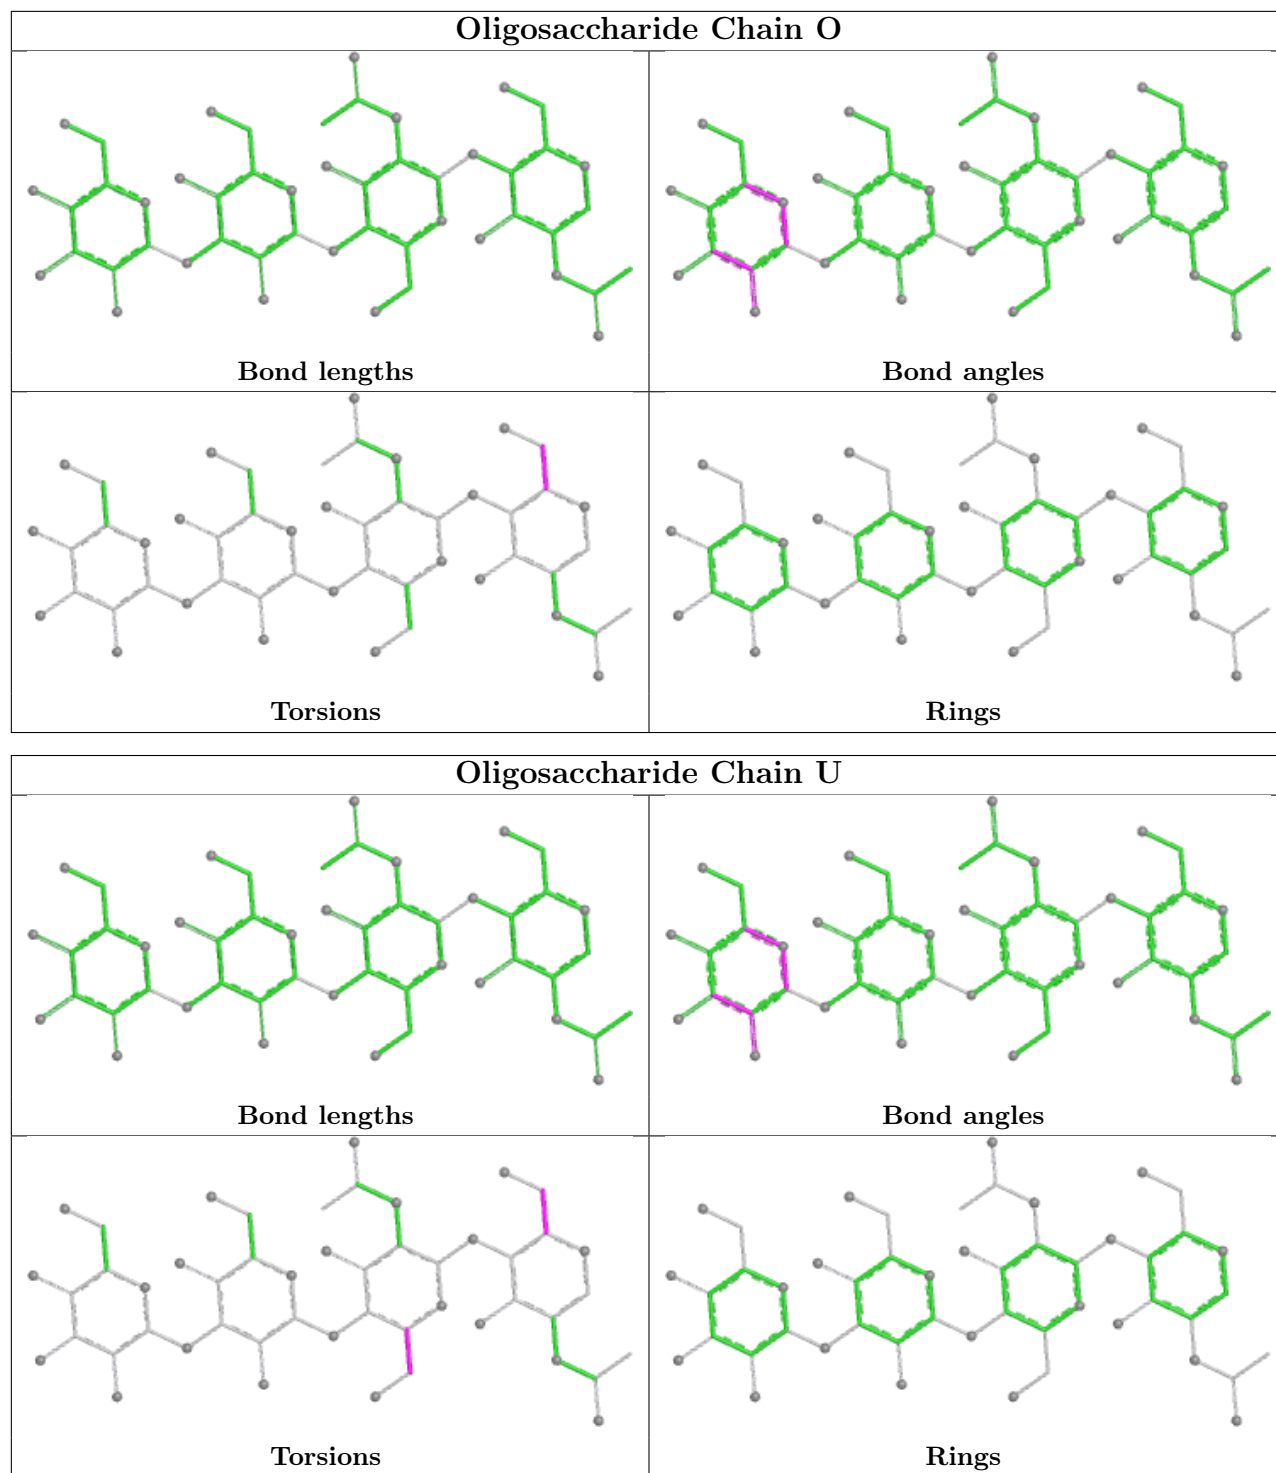 Oligosaccharide Chain O
Bond lengths
Bond angles
Torsions
Rings
Oligosaccharide Chain U
Bond lengths
Bond angles
Torsions
Rings